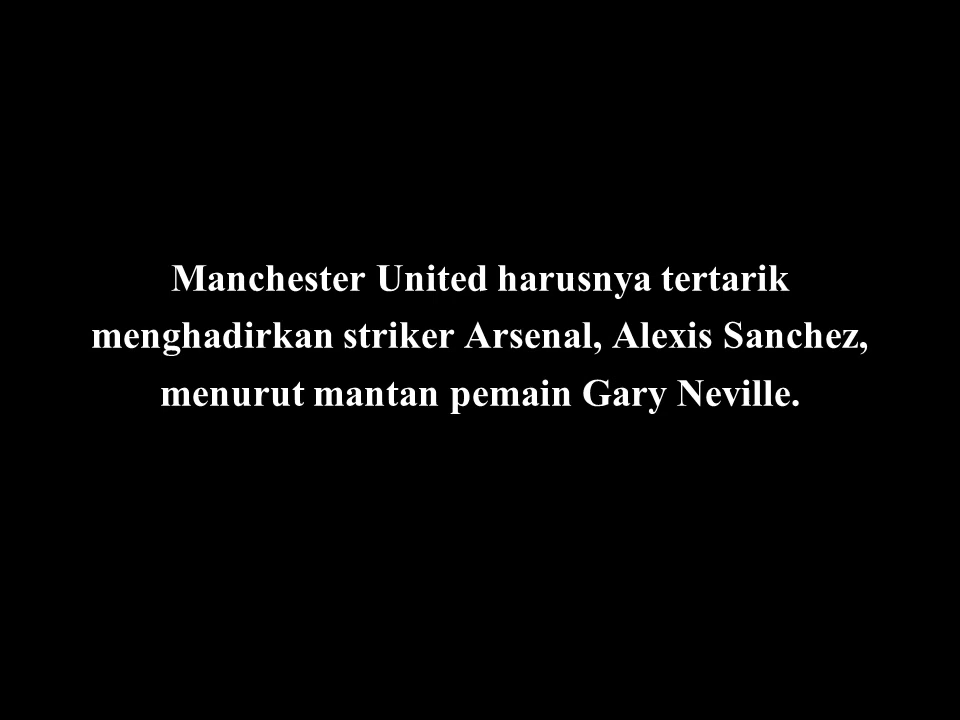 Manchester United harusnya tertarik
menghadirkan striker Arsenal, Alexis Sanchez,
menurut mantan pemain Gary Neville.